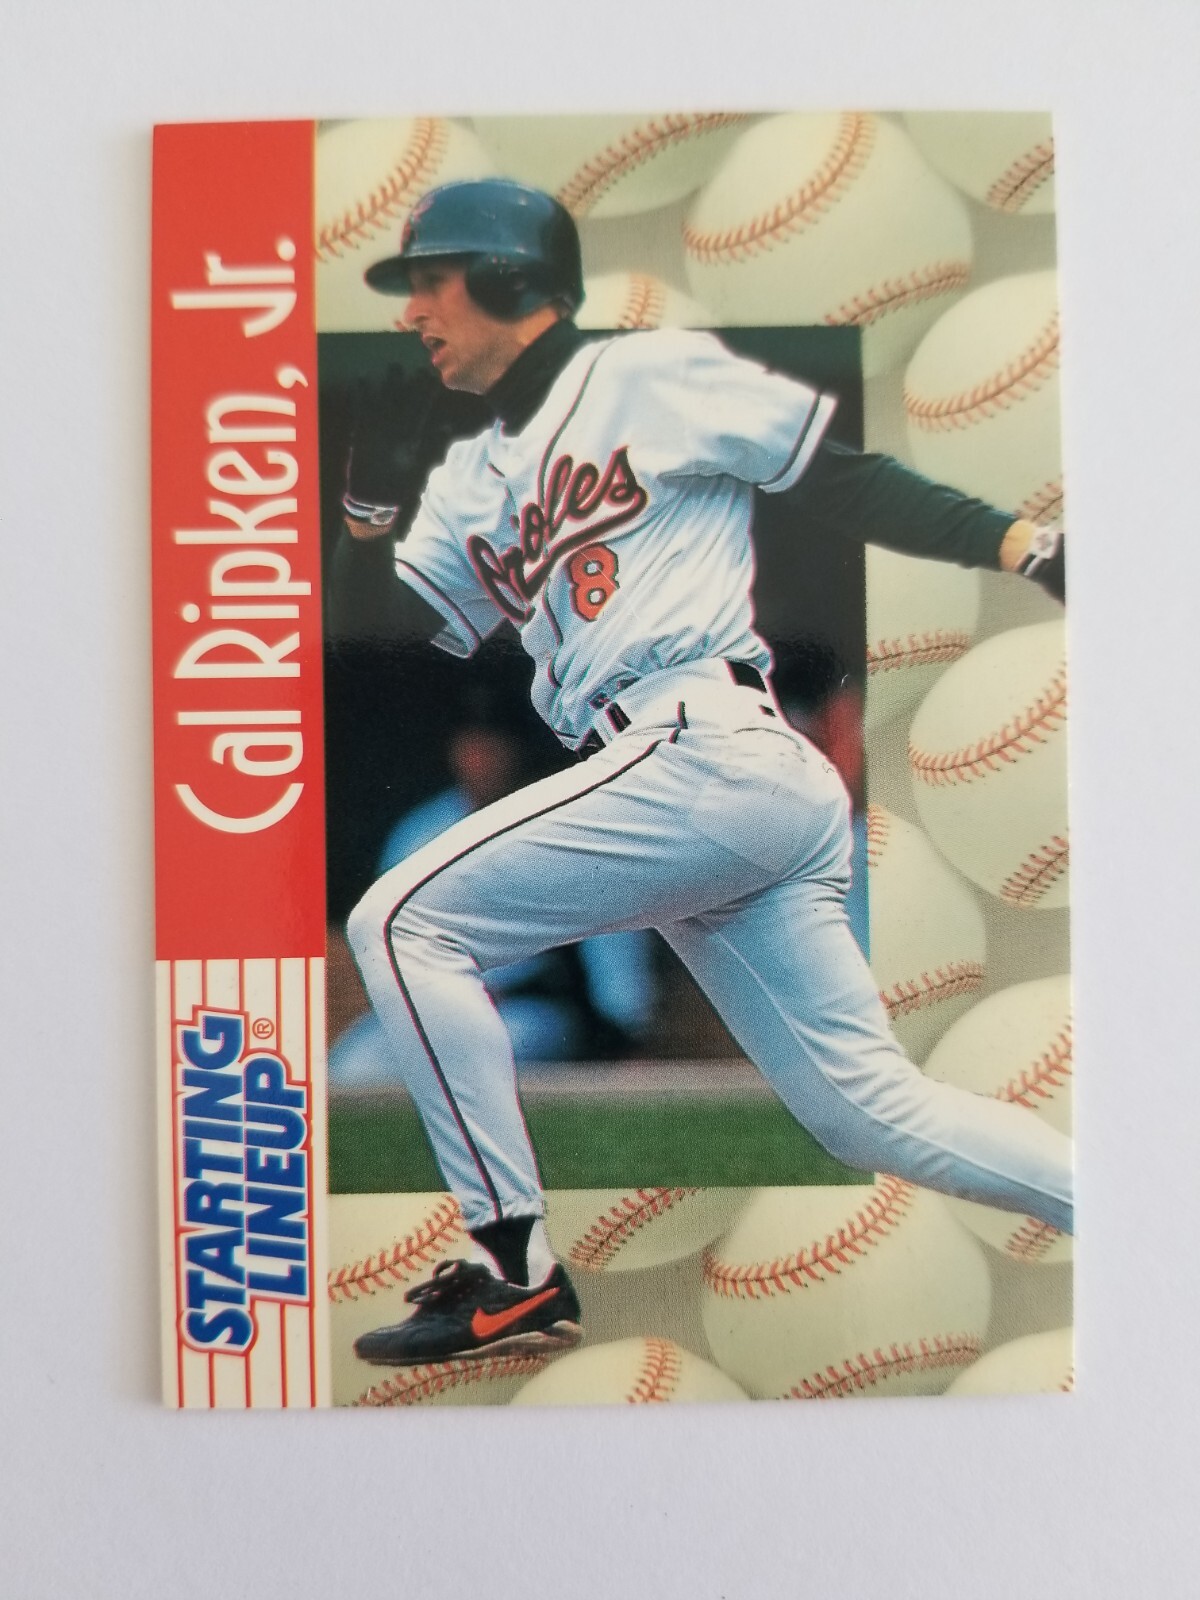 Cal Ripken, Jr.
STARTING
LINEUP®
Orioles
8